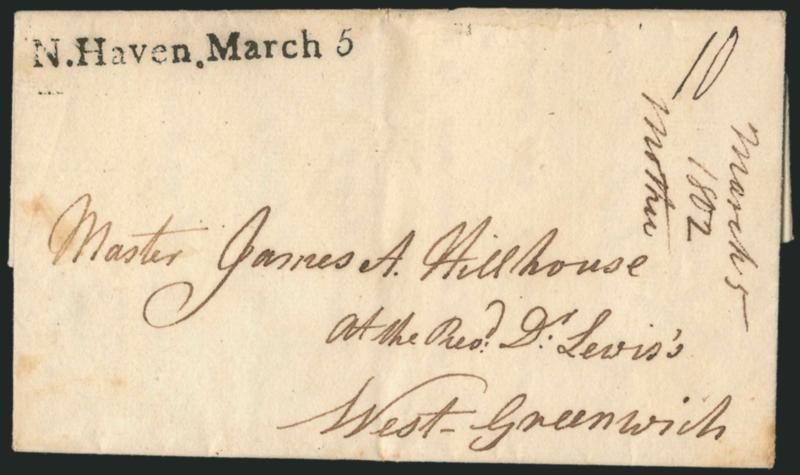 N.Haven.March 5
10
March 5
1802
Mother
Master James A. Hillhouse
At the Revd. Dr. Lewis's
West-Greenwich